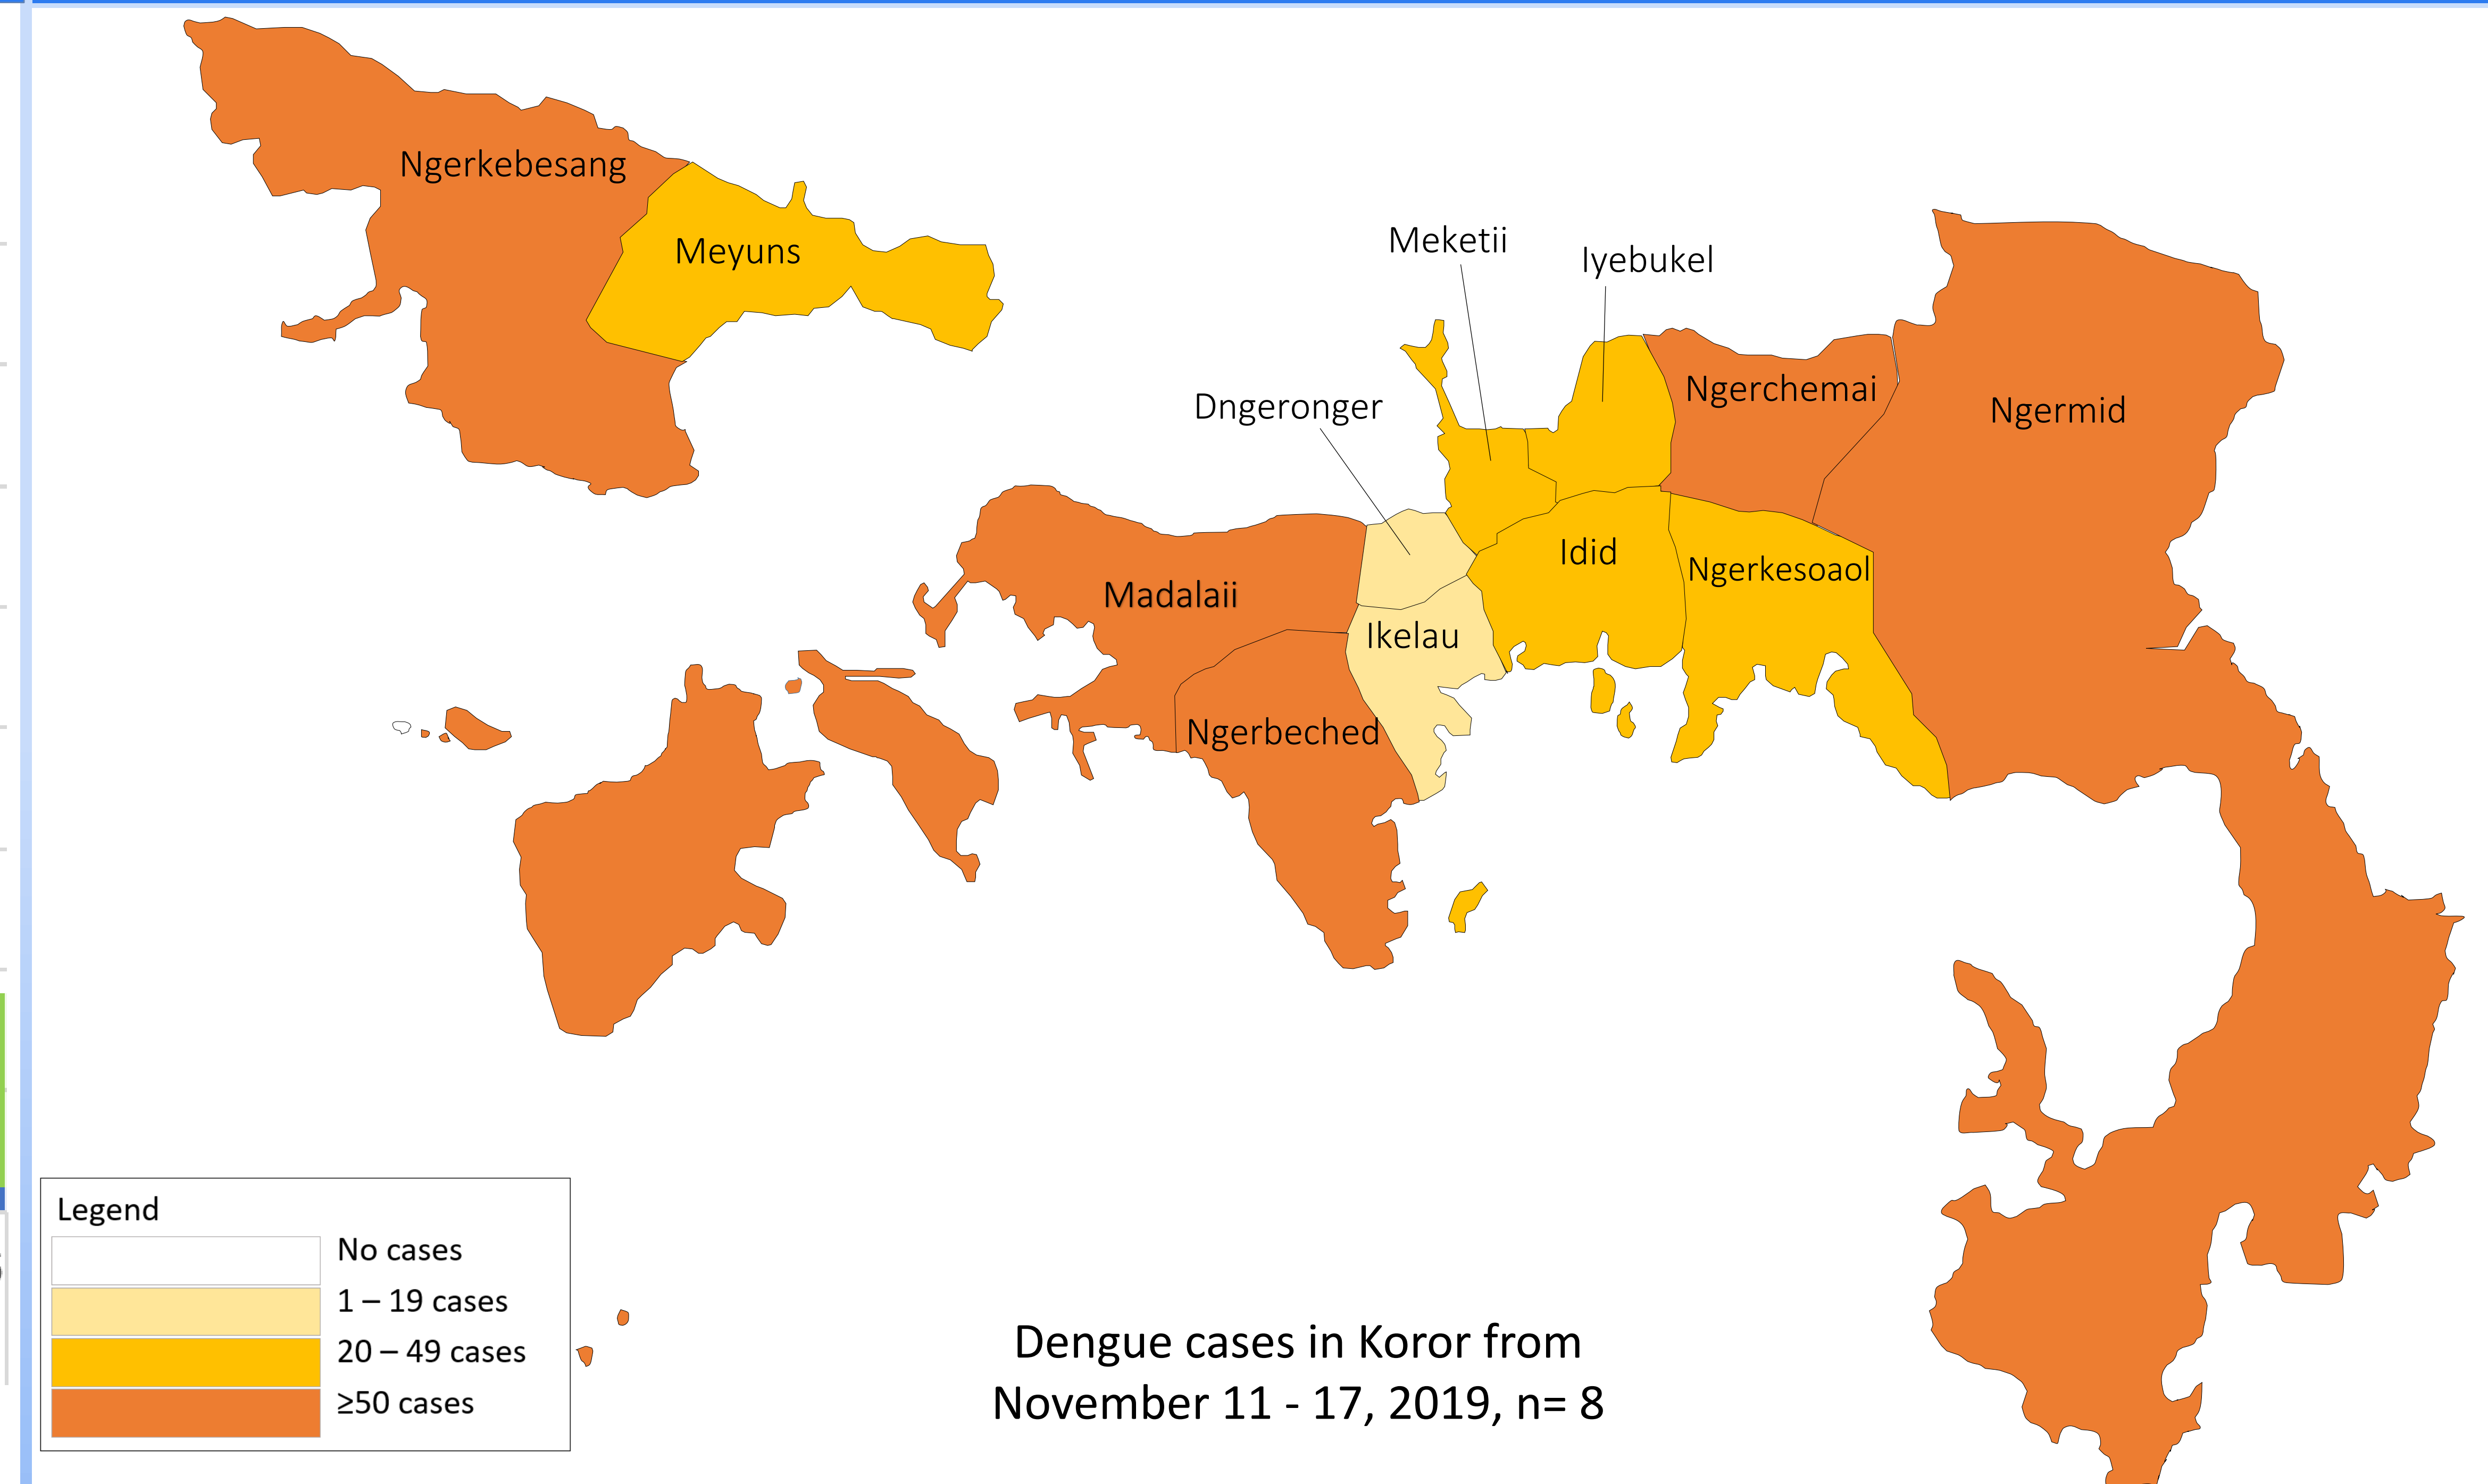 Ngerkebesang
Meyuns
Meketii
Iyebukel
Dngeronger
Ngerchemai
Ngermid
Idid
Ngerkesoaol
Madalaii
Ikelau
Ngerbeched
Legend
No cases
1 – 19 cases
20 – 49 cases
≥50 cases
Dengue cases in Koror from
November 11 - 17, 2019, n= 8